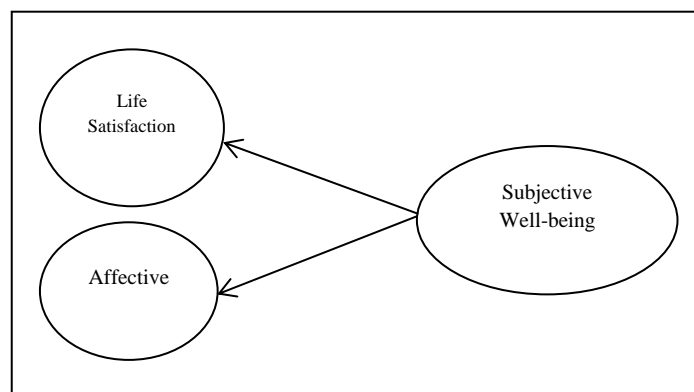 Life
Satisfaction
Subjective
Well-being
Affective